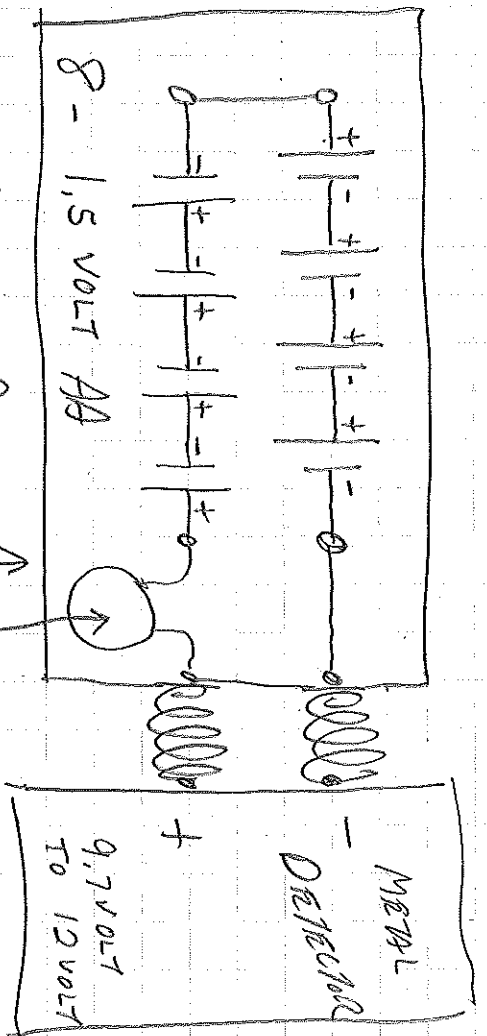 + - + - + - + -
- + - + - + - +
8 - 1,5 VOLT AA
METAL
- DETECTOR
+
9,7 VOLT
TO 12 VOLT